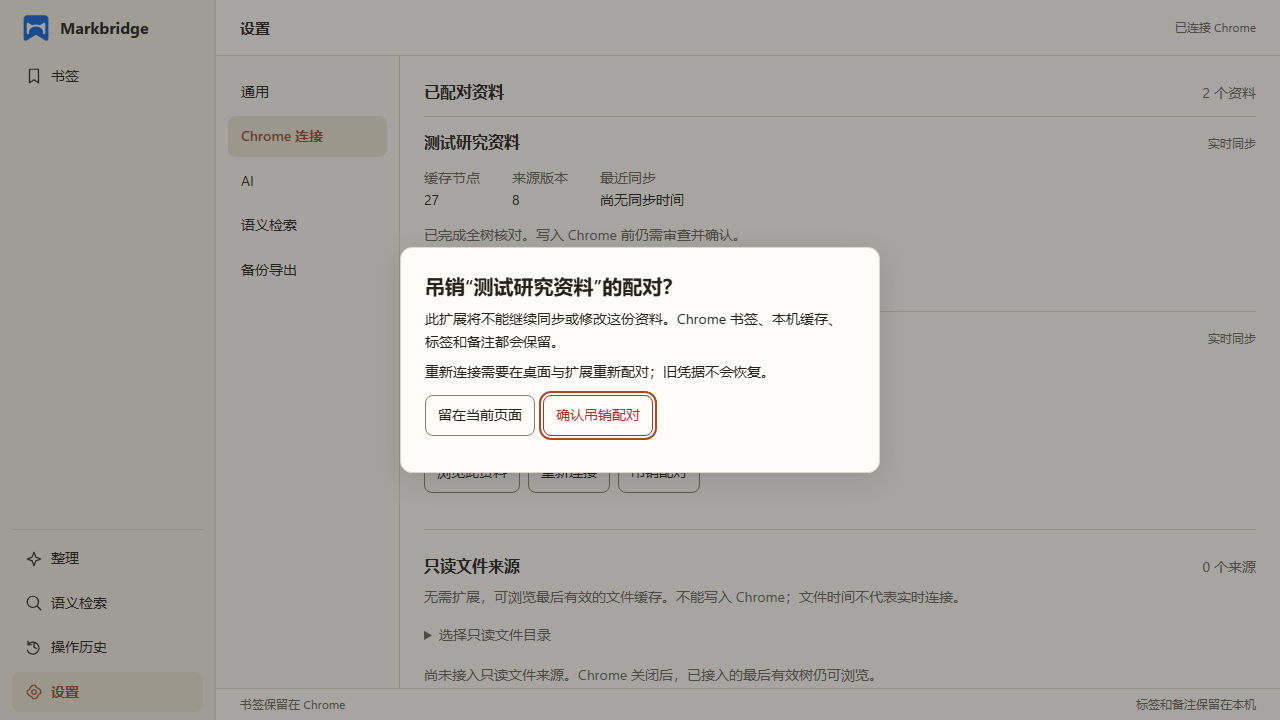 Markbridge
书签
整理
语义检索
操作历史
设置
设置
已连接 Chrome
通用
Chrome 连接
AI
语义检索
备份导出
已配对资料
2 个资料
测试研究资料
实时同步
缓存节点 来源版本 最近同步
27 8 尚无同步时间
已完成全树核对。写入 Chrome 前仍需审查并确认。
实时同步
吊销“测试研究资料”的配对？
此扩展将不能继续同步或修改这份资料。Chrome 书签、本机缓存、
标签和备注都会保留。
重新连接需要在桌面与扩展重新配对；旧凭据不会恢复。
留在当前页面 确认吊销配对
浏览此资料 重新连接 吊销配对
只读文件来源
0 个来源
无需扩展，可浏览最后有效的文件缓存。不能写入 Chrome；文件时间不代表实时连接。
选择只读文件目录
尚未接入只读文件来源。Chrome 关闭后，已接入的最后有效树仍可浏览。
书签保留在 Chrome
标签和备注保留在本机